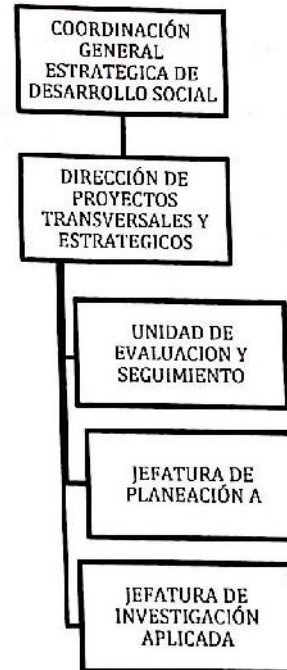 COORDINACIÓN
GENERAL
ESTRATEGICA DE
DESARROLLO SOCIAL
DIRECCIÓN DE
PROYECTOS
TRANSVERSALES Y
ESTRATEGICOS
UNIDAD DE
EVALUACION Y
SEGUIMIENTO
JEFATURA DE
PLANEACIÓN A
JEFATURA DE
INVESTIGACIÓN
APLICADA